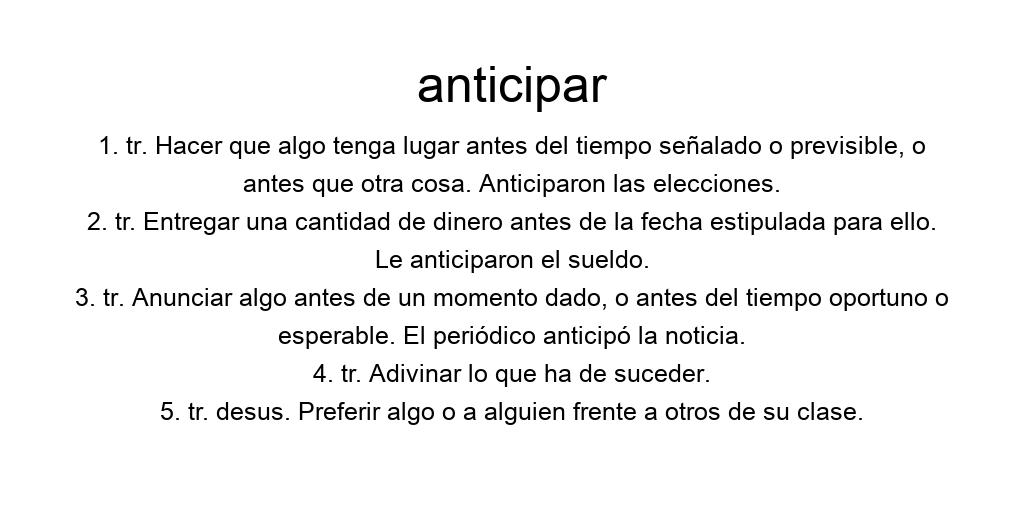 anticipar
1. tr. Hacer que algo tenga lugar antes del tiempo señalado o previsible, o
antes que otra cosa. Anticiparon las elecciones.
2. tr. Entregar una cantidad de dinero antes de la fecha estipulada para ello.
Le anticiparon el sueldo.
3. tr. Anunciar algo antes de un momento dado, o antes del tiempo oportuno o
esperable. El periódico anticipó la noticia.
4. tr. Adivinar lo que ha de suceder.
5. tr. desus. Preferir algo o a alguien frente a otros de su clase.